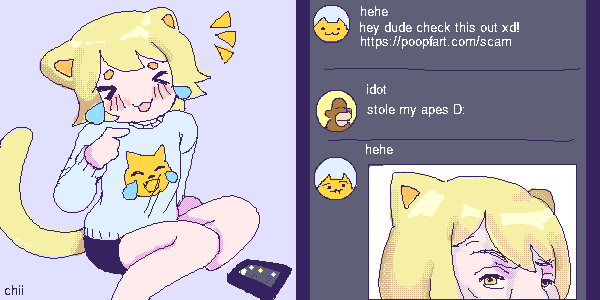 hehe
hey dude check this out xd!
https://poopfart.com/scam
idot
stole my apes D:
hehe
chii